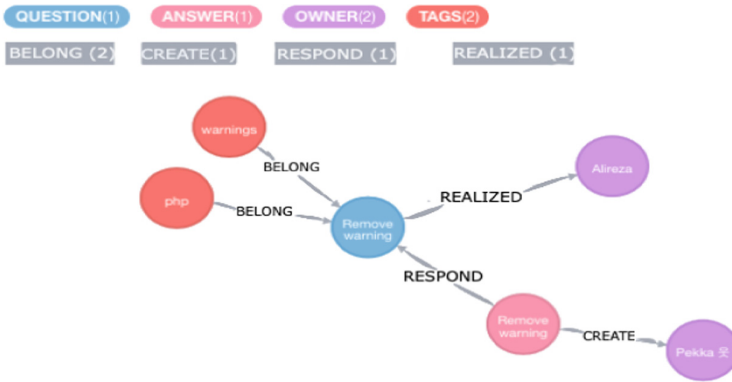 QUESTION(1) ANSWER(1) OWNER(2) TAGS(2)
BELONG (2) CREATE(1) RESPOND (1) REALIZED (1)
warnings
BELONG
Alireza
php
BELONG
REALIZED
Remove
warning
RESPOND
Remove
warning
CREATE
Pekka 웃